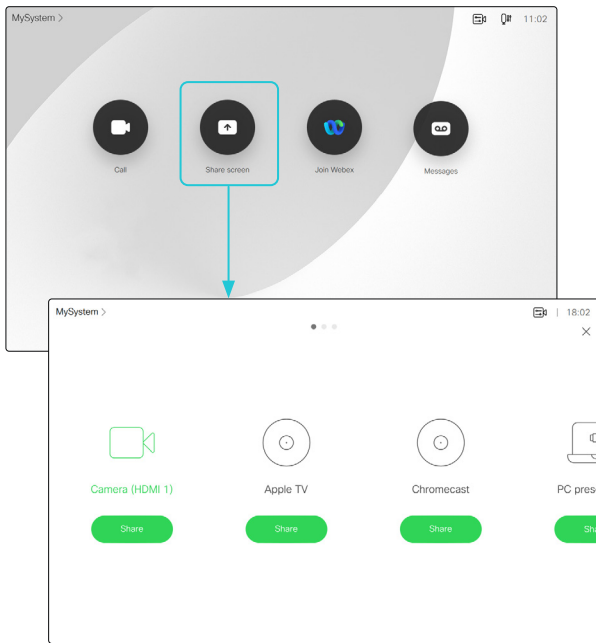 MySystem >
11:02
Call
Share screen
Join Webex
Messages
MySystem >
18:02
Camera (HDMI 1)
Apple TV
Chromecast
PC
Share
Share
Share